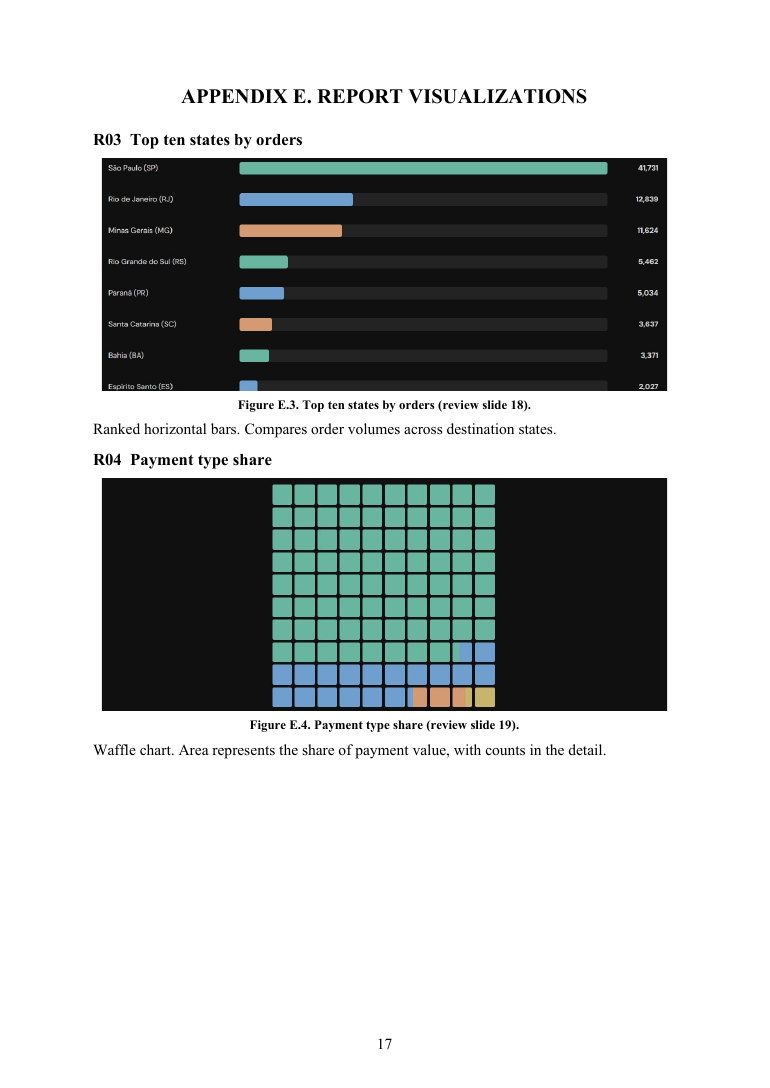 APPENDIX E. REPORT VISUALIZATIONS
R03 Top ten states by orders
São Paulo (SP) 41,731
Rio de Janeiro (RJ) 12,839
Minas Gerais (MG) 11,624
Rio Grande do Sul (RS) 5,462
Paraná (PR) 5,034
Santa Catarina (SC) 3,637
Bahia (BA) 3,371
Espírito Santo (ES) 2,027
Figure E.3. Top ten states by orders (review slide 18).
Ranked horizontal bars. Compares order volumes across destination states.
R04 Payment type share
Figure E.4. Payment type share (review slide 19).
Waffle chart. Area represents the share of payment value, with counts in the detail.
17